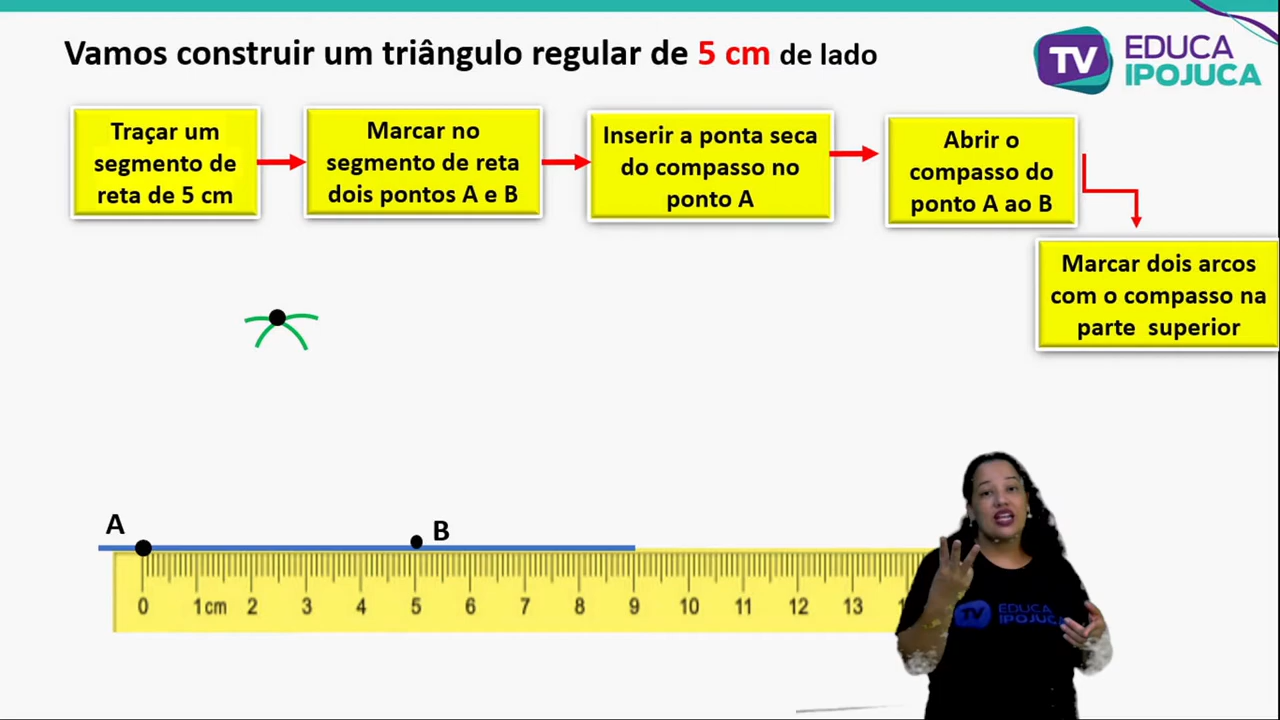 Vamos construir um triângulo regular de 5 cm de lado
TV EDUCA
IPOJUCA
Traçar um
segmento de
reta de 5 cm
Marcar no
segmento de reta
dois pontos A e B
Inserir a ponta seca
do compasso no
ponto A
Abrir o
compasso do
ponto A ao B
Marcar dois arcos
com o compasso na
parte superior
A
B
0 1cm 2 3 4 5 6 7 8 9 10 11 12 13
TV EDUCA
IPOJUCA